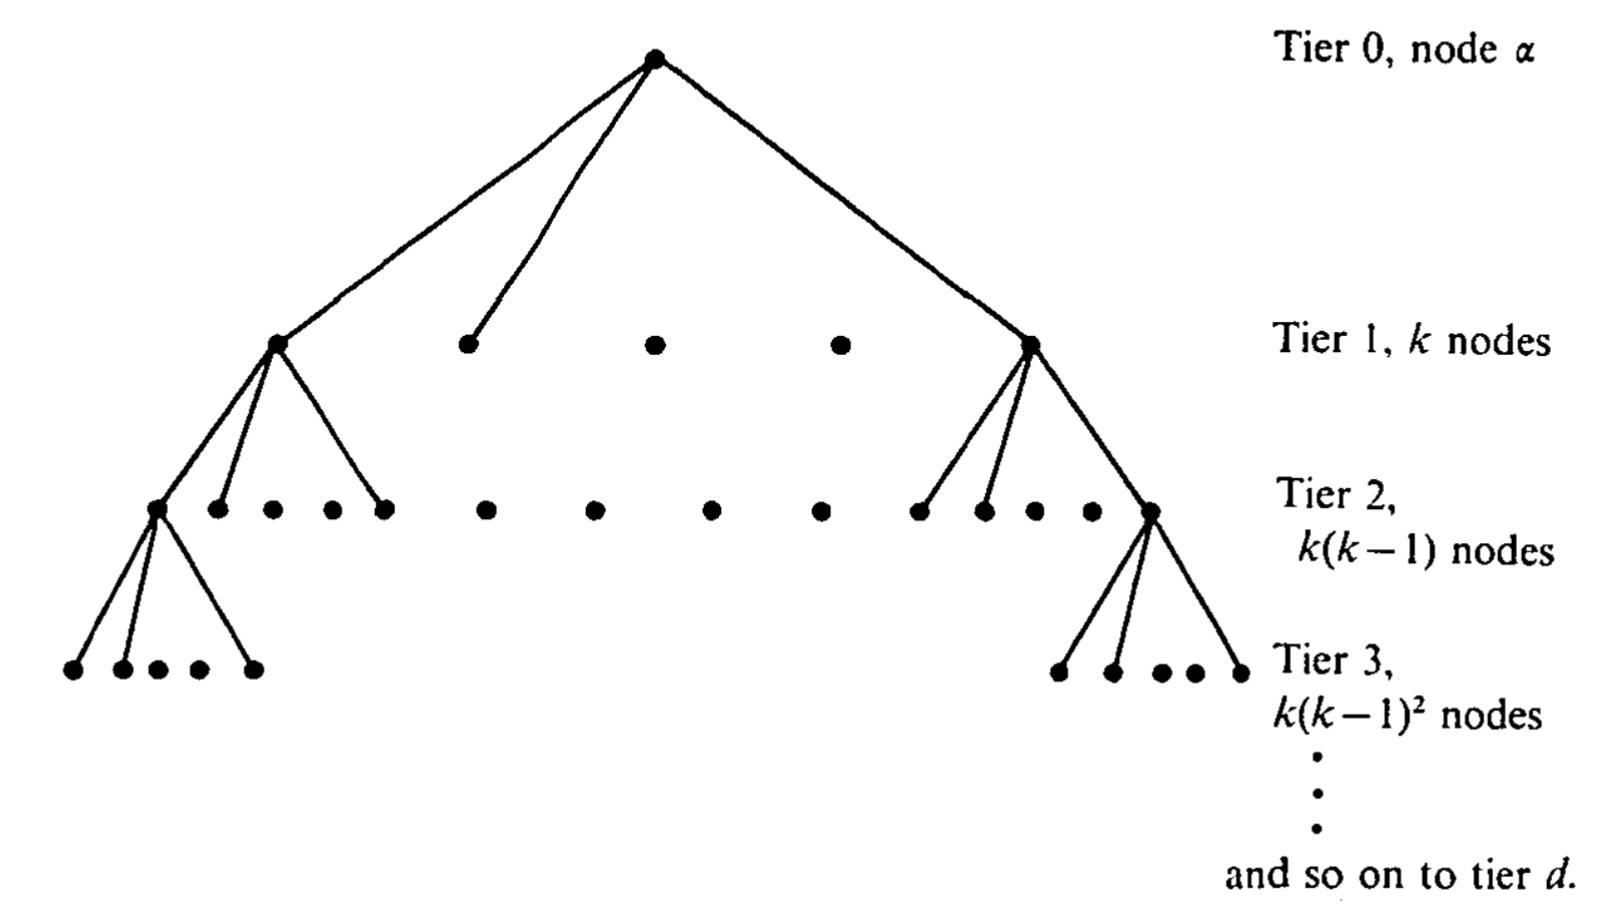 Tier 0, node α
Tier 1, k nodes
Tier 2,
k(k−1) nodes
Tier 3,
k(k−1)² nodes
and so on to tier d.